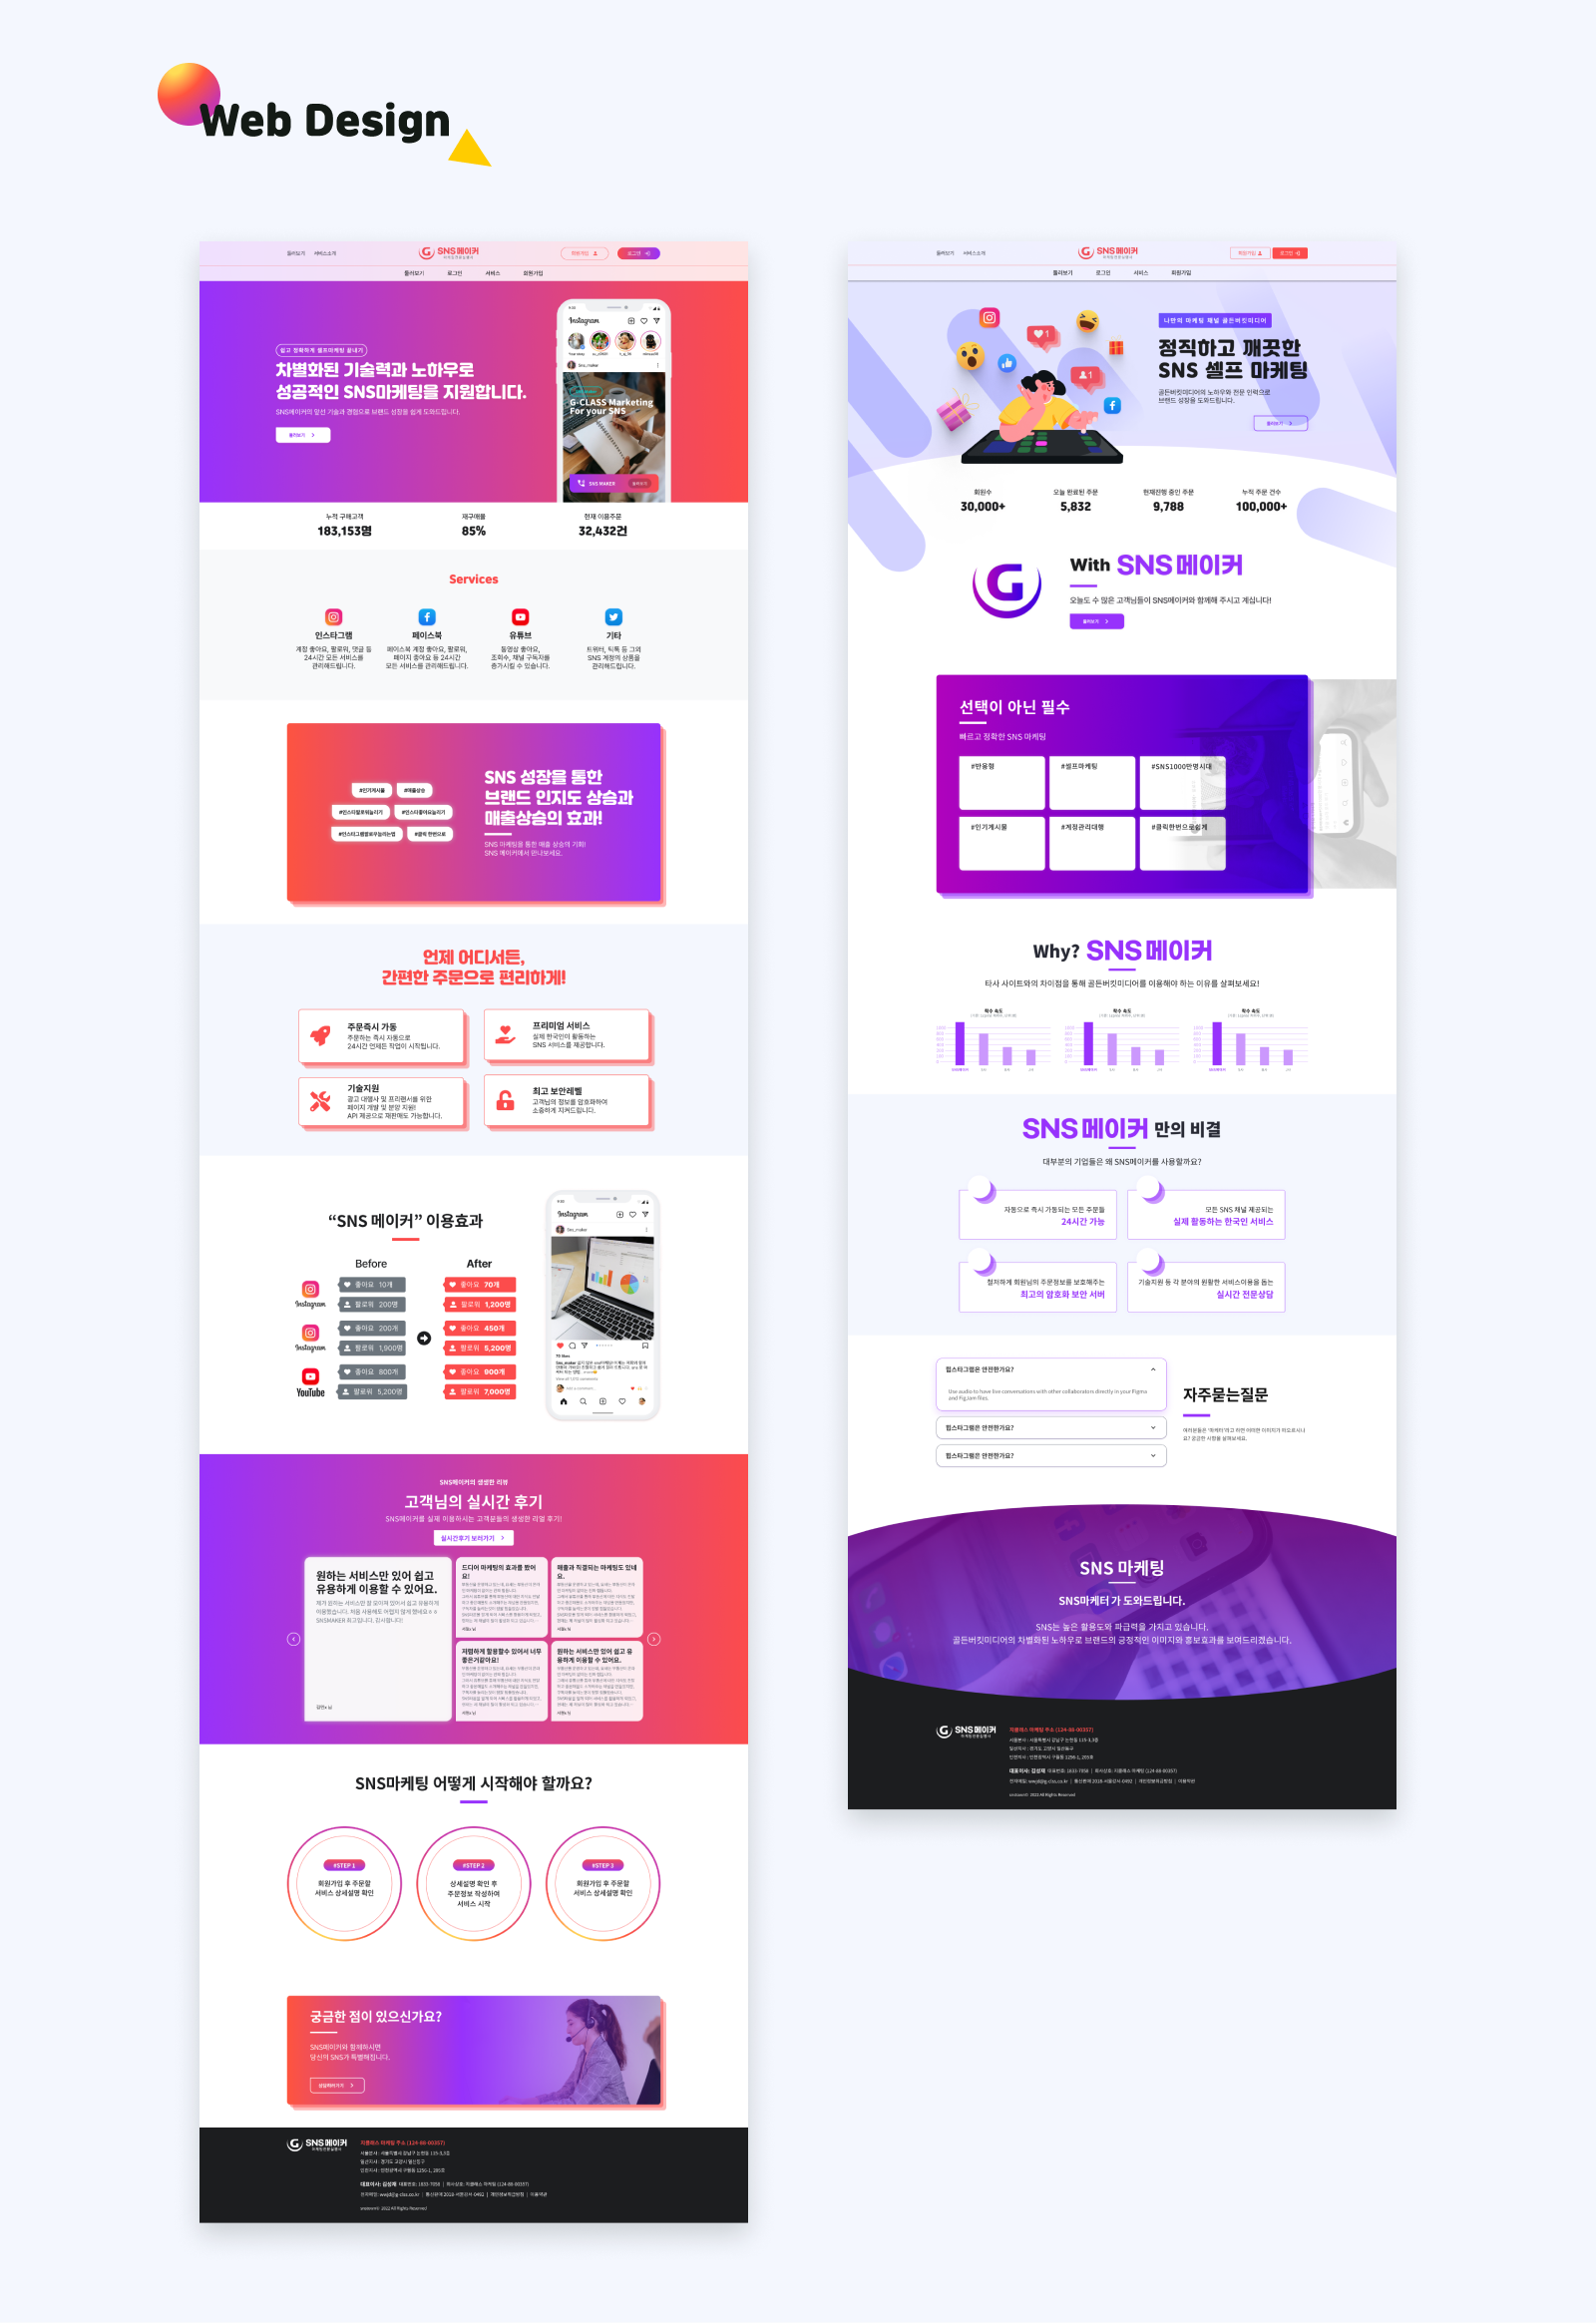 Web Design
둘러보기 서비스소개
SNS 메이커
회원가입
로그인
둘러보기 로그인 서비스 회원가입
쉽고 정확하게 셀프마케팅 끝내기
차별화된 기술력과 노하우로
성공적인 SNS마케팅을 지원합니다.
SNS메이커의 앞선 기술과 경험으로 브랜드 성장을 쉽게 도와드립니다.
둘러보기
Instagram
Sns_maker
G-CLASS Marketing
For your SNS
SNS MAKER
둘러보기
누적 구매고객 재구매율 현재 이용주문
183,153명 85% 32,432건
Services
인스타그램 페이스북 유튜브 기타
계정 좋아요, 팔로워, 댓글 등
24시간 모든 서비스를
관리해드립니다.
페이스북 계정 좋아요, 팔로워,
페이지 좋아요 등 24시간
모든 서비스를 관리해드립니다.
동영상 좋아요,
조회수, 채널 구독자를
증가시킬 수 있습니다.
트위터, 틱톡 등 그외
SNS 계정의 상품을
관리해드립니다.
#인기게시물 #매출상승
#인스타팔로워늘리기 #인스타좋아요늘리기
#인스타그램팔로우늘리는법 #클릭 한번으로
SNS 성장을 통한
브랜드 인지도 상승과
매출상승의 효과!
SNS 마케팅을 통한 매출 상승의 기회!
SNS 메이커에서 만나보세요.
언제 어디서든,
간편한 주문으로 편리하게!
주문즉시 가동
주문하는 즉시 자동으로
24시간 언제든 작업이 시작됩니다.
프리미엄 서비스
실제 한국인이 활동하는
SNS 서비스를 제공합니다.
기술지원
광고 대행사 및 프리랜서를 위한
페이지 개발 및 분양 지원!
API 제공으로 재판매도 가능합니다.
최고 보안레벨
고객님의 정보를 암호화하여
소중하게 지켜드립니다.
“SNS 메이커” 이용효과
Before After
Instagram
좋아요 10개 좋아요 70개
팔로워 200명 팔로워 1,200명
Instagram
좋아요 200개 좋아요 450개
팔로워 1,900명 팔로워 5,200명
YouTube
좋아요 800개 좋아요 900개
팔로워 5,200명 팔로워 7,000명
Instagram
Sns_maker
SNS메이커의 생생한 리뷰
고객님의 실시간 후기
SNS메이커를 실제 이용하시는 고객분들의 생생한 리얼 후기!
실시간후기 보러가기
원하는 서비스만 있어 쉽고
유용하게 이용할 수 있어요.
드디어 마케팅의 효과를 봤어
요!
매출과 직결되는 마케팅도 있네
요.
저렴하게 활용할수 있어서 너무
좋은거같아요!
원하는 서비스만 있어 쉽고 유
용하게 이용할 수 있어요.
SNS마케팅 어떻게 시작해야 할까요?
#STEP 1
회원가입 후 주문할
서비스 상세설명 확인
#STEP 2
상세설명 확인 후
주문정보 작성하여
서비스 시작
#STEP 3
회원가입 후 주문할
서비스 상세설명 확인
궁금한 점이 있으신가요?
SNS메이커와 함께하시면
당신의 SNS가 특별해집니다.
상담하러가기
SNS 메이커
지클래스 마케팅 주소 (124-88-00357)
2022 All Rights Reserved
둘러보기 서비스소개
SNS 메이커
회원가입
로그인
둘러보기 로그인 서비스 회원가입
나만의 마케팅 채널 골든버킷미디어
정직하고 깨끗한
SNS 셀프 마케팅
골든버킷미디어의 노하우와 전문 인력으로
브랜드 성장을 도와드립니다.
둘러보기
회원수 오늘 완료된 주문 현재진행 중인 주문 누적 주문 건수
30,000+ 5,832 9,788 100,000+
With SNS 메이커
오늘도 수 많은 고객님들이 SNS메이커와 함께해 주시고 계십니다!
둘러보기
선택이 아닌 필수
빠르고 정확한 SNS 마케팅
#반응형 #셀프마케팅 #SNS1000만명시대
#인기게시물 #계정관리대행 #클릭한번으로쉽게
Why? SNS 메이커
타사 사이트와의 차이점을 통해 골든버킷미디어를 이용해야 하는 이유를 살펴보세요!
착수 속도 착수 속도 착수 속도
SNS 메이커 만의 비결
대부분의 기업들은 왜 SNS메이커를 사용할까요?
자동으로 즉시 가동되는 모든 주문들
24시간 가능
모든 SNS 채널 제공되는
실제 활동하는 한국인 서비스
철저하게 회원님의 주문정보를 보호해주는
최고의 암호화 보안 서버
기술지원 등 각 분야의 원활한 서비스이용을 돕는
실시간 전문상담
힙스타그램은 안전한가요?
Use audio to have live conversations with other collaborators directly in your Figma
and FigJam files.
힙스타그램은 안전한가요?
힙스타그램은 안전한가요?
자주묻는질문
SNS 마케팅
SNS마케터 가 도와드립니다.
SNS는 높은 활용도와 파급력을 가지고 있습니다.
골든버킷미디어의 차별화된 노하우로 브랜드의 긍정적인 이미지와 홍보효과를 보여드리겠습니다.
SNS 메이커
지클래스 마케팅 주소 (124-88-00357)
2022 All Rights Reserved